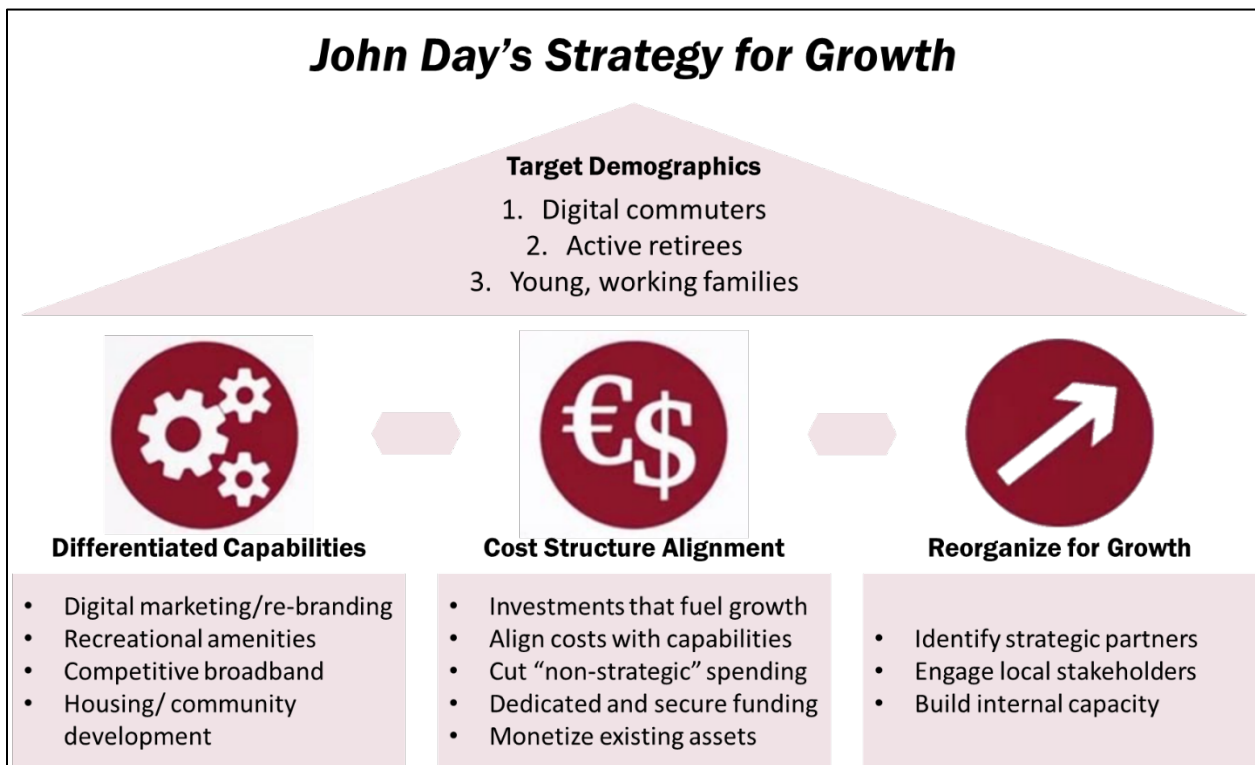 John Day’s Strategy for Growth
Target Demographics
1. Digital commuters
2. Active retirees
3. Young, working families
€$
Differentiated Capabilities
• Digital marketing/re-branding
• Recreational amenities
• Competitive broadband
• Housing/ community
development
Cost Structure Alignment
• Investments that fuel growth
• Align costs with capabilities
• Cut “non-strategic” spending
• Dedicated and secure funding
• Monetize existing assets
Reorganize for Growth
• Identify strategic partners
• Engage local stakeholders
• Build internal capacity